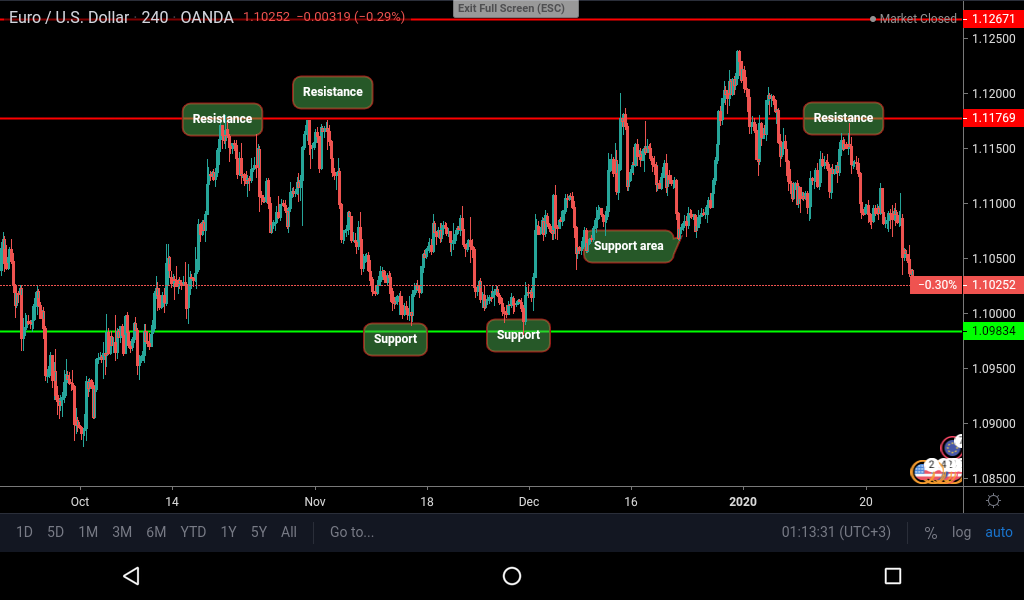 Exit Full Screen (ESC)
Euro / U.S. Dollar 240 OANDA 1.10252 −0.00319 (−0.29%)
Market Closed
1.12671
1.12500
1.12000
1.11769
1.11500
1.11000
1.10500
−0.30% 1.10252
1.10000
1.09834
1.09500
1.09000
1.08500
Resistance
Resistance
Resistance
Support area
Support
Support
2 4
Oct 14 Nov 18 Dec 16 2020 20
1D 5D 1M 3M 6M YTD 1Y 5Y All Go to... 01:13:31 (UTC+3) % log auto